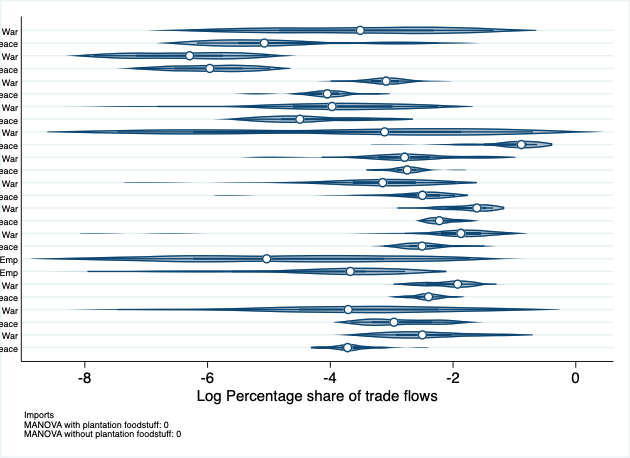 War
eace
War
eace
War
eace
War
eace
War
eace
War
eace
War
eace
War
eace
War
eace
Emp
Emp
War
eace
War
eace
War
eace
-8 -6 -4 -2 0
Log Percentage share of trade flows
Imports
MANOVA with plantation foodstuff: 0
MANOVA without plantation foodstuff: 0